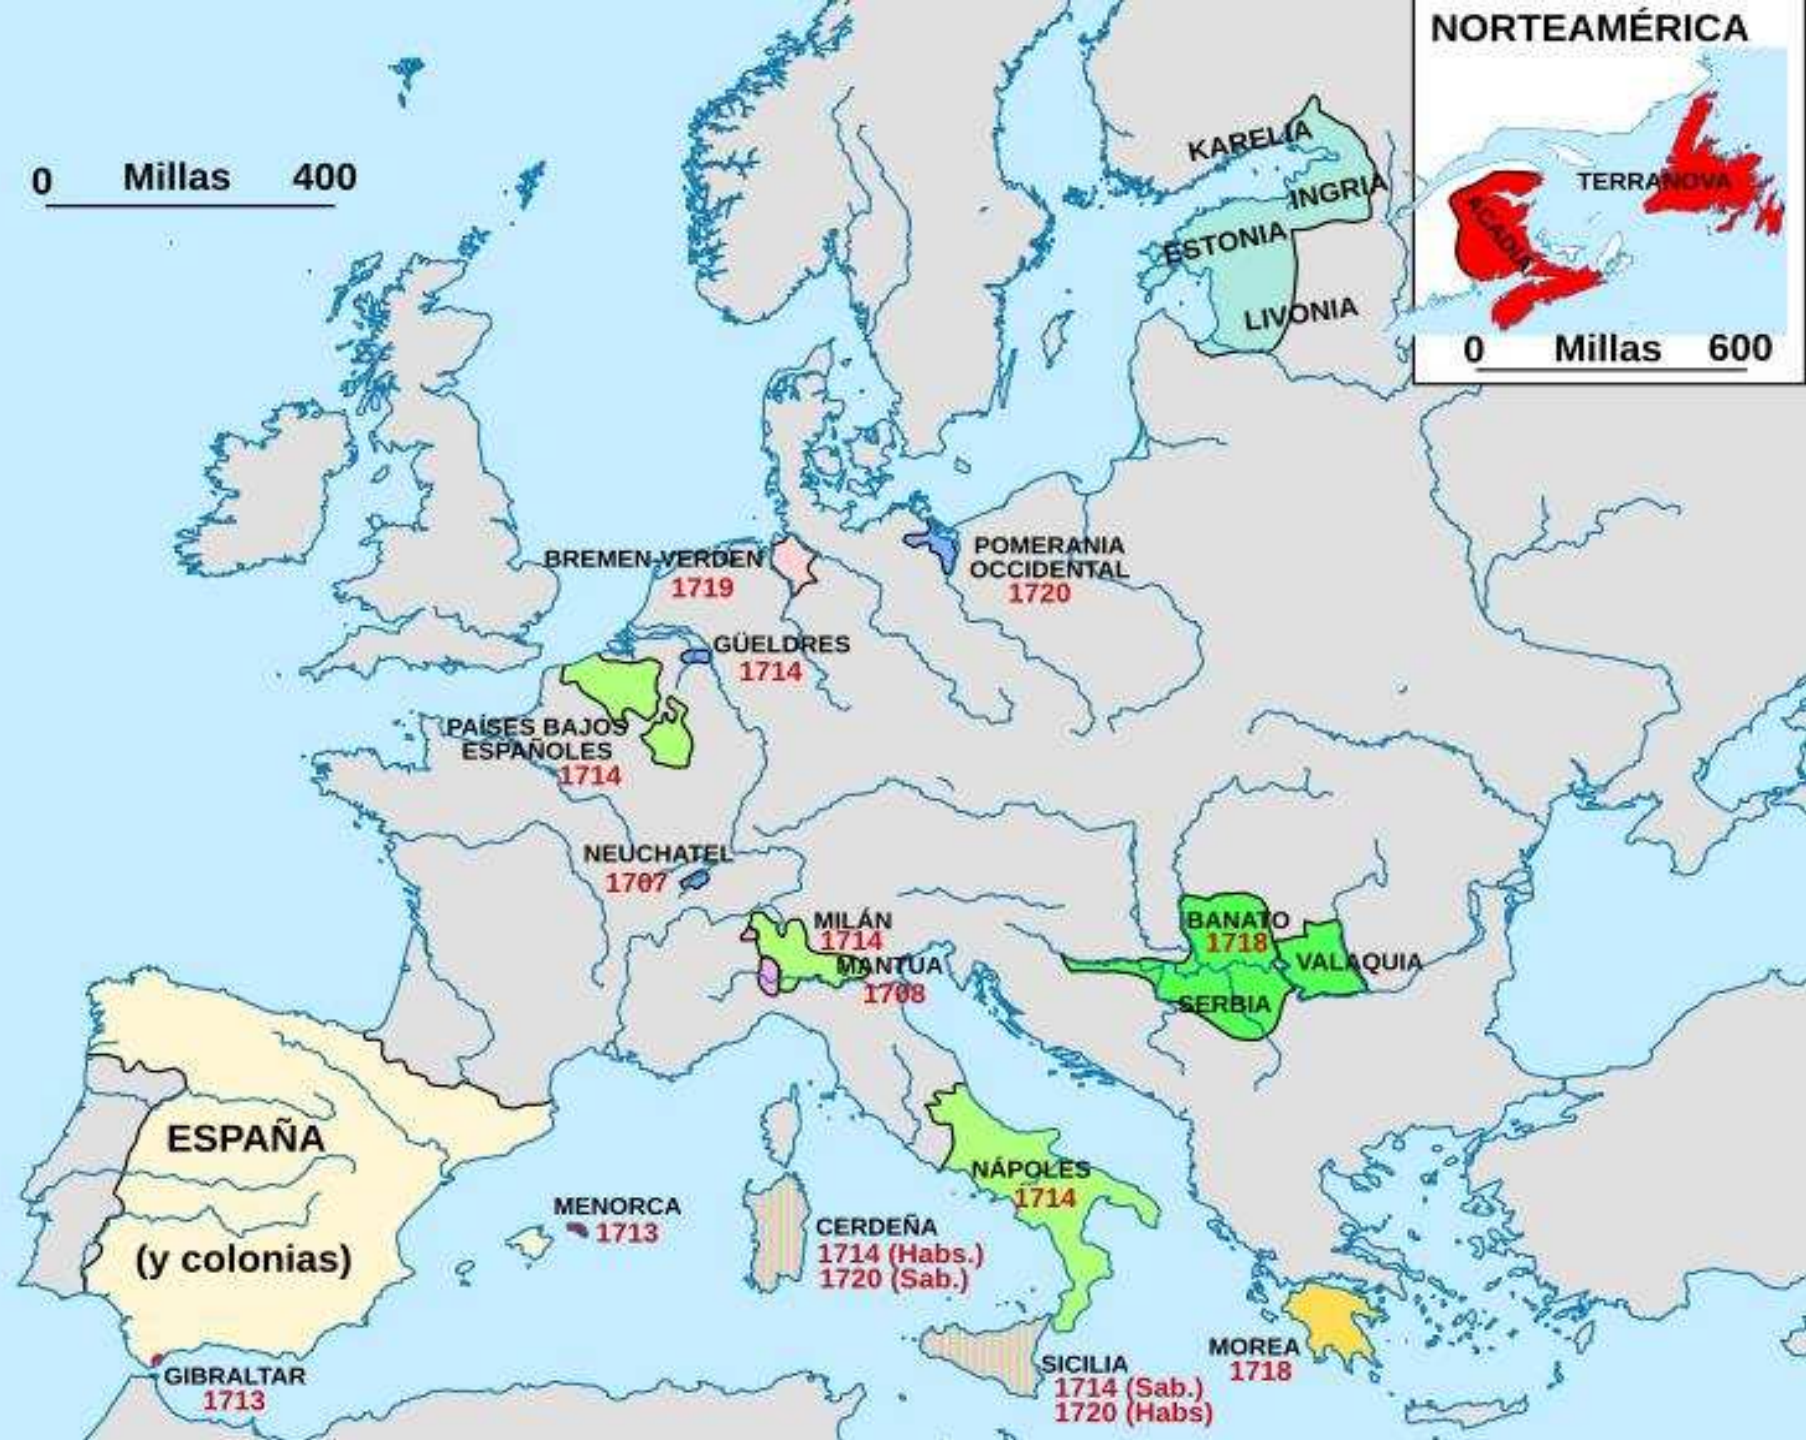 NORTEAMÉRICA
TERRANOVA
ACADIA
0 Millas 600
0 Millas 400
KARELIA
INGRIA
ESTONIA
LIVONIA
BREMEN-VERDEN
1719
POMERANIA
OCCIDENTAL
1720
GÜELDRES
1714
PAÍSES BAJOS
ESPAÑOLES
1714
NEUCHATEL
1707
MILÁN
1714
MANTUA
1708
BANATO
1718
VALAQUIA
SERBIA
ESPAÑA
(y colonias)
NÁPOLES
1714
MENORCA
1713
CERDEÑA
1714 (Habs.)
1720 (Sab.)
MOREA
1718
SICILIA
1714 (Sab.)
1720 (Habs)
GIBRALTAR
1713